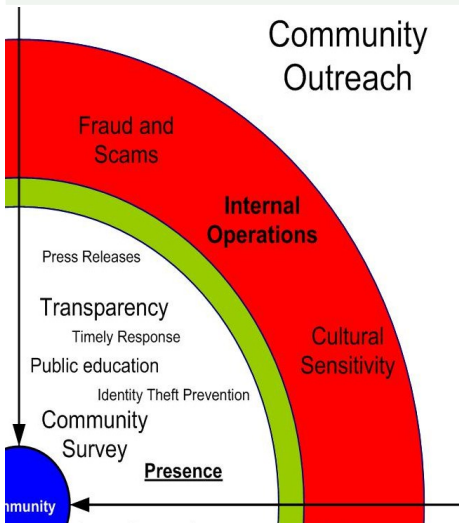 Community
Outreach
Fraud and
Scams
Internal
Operations
Press Releases
Transparency
Timely Response
Cultural
Sensitivity
Public education
Identity Theft Prevention
Community
Survey
Presence
mmunity